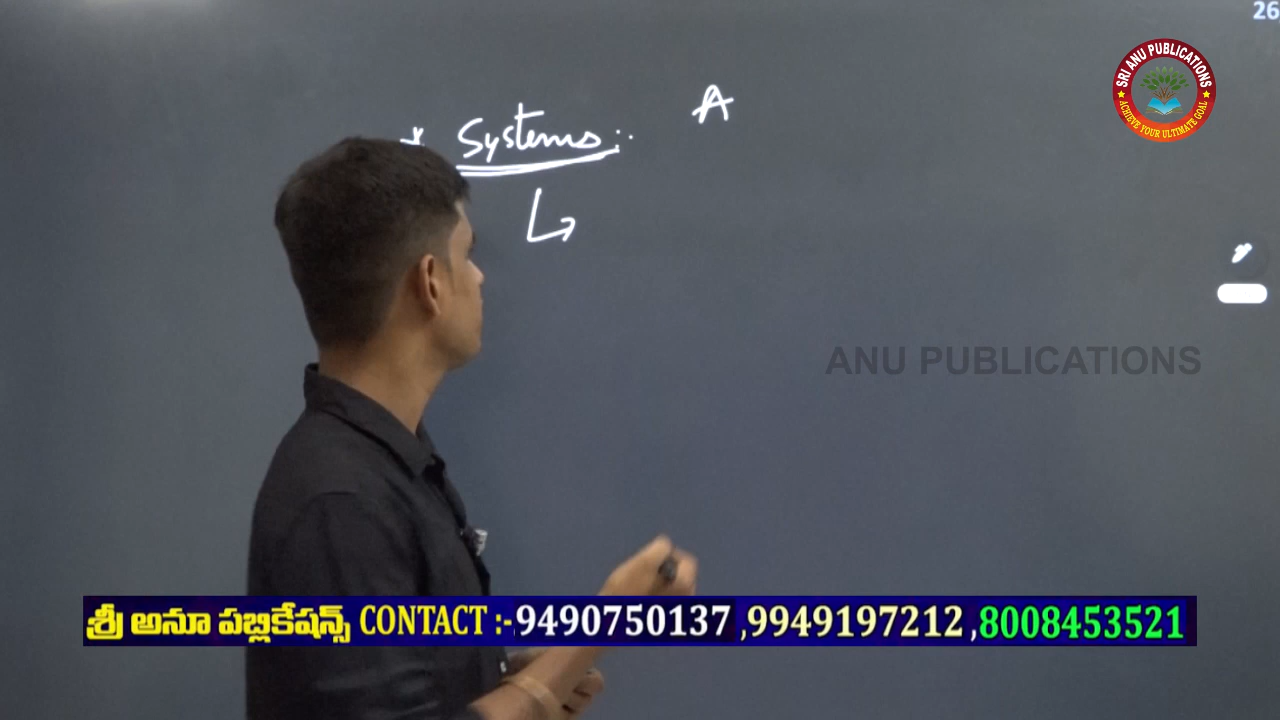 26
SRI ANU PUBLICATIONS
ACHIEVE YOUR ULTIMATE GOAL
A
* Systems :
ANU PUBLICATIONS
శ్రీ అనూ పబ్లికేషన్స్ CONTACT :-9490750137 ,9949197212 ,8008453521